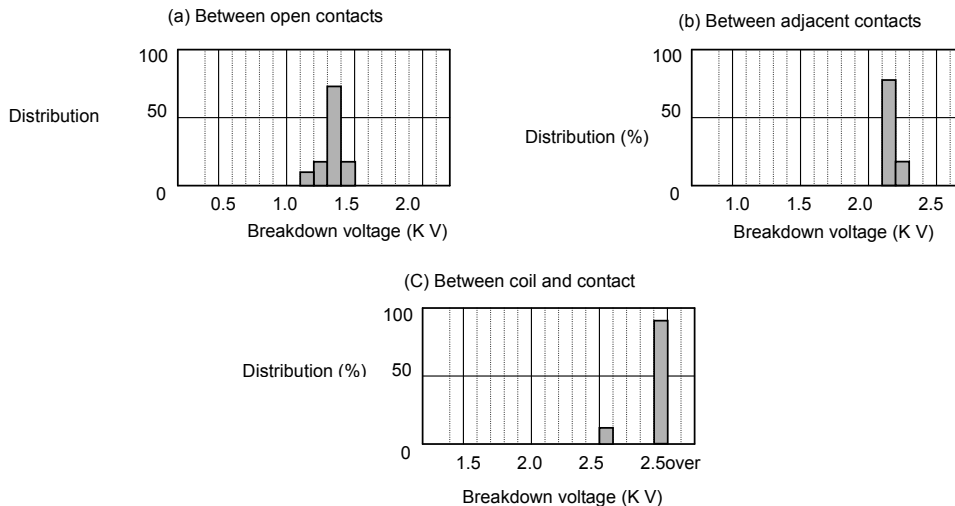 (a) Between open contacts
100
Distribution
50
0
0.5 1.0 1.5 2.0
Breakdown voltage (K V)
(b) Between adjacent contacts
100
50
Distribution (%)
0
1.0 1.5 2.0 2.5
Breakdown voltage (K V)
(C) Between coil and contact
100
Distribution (%)
50
0
1.5 2.0 2.5 2.5over
Breakdown voltage (K V)